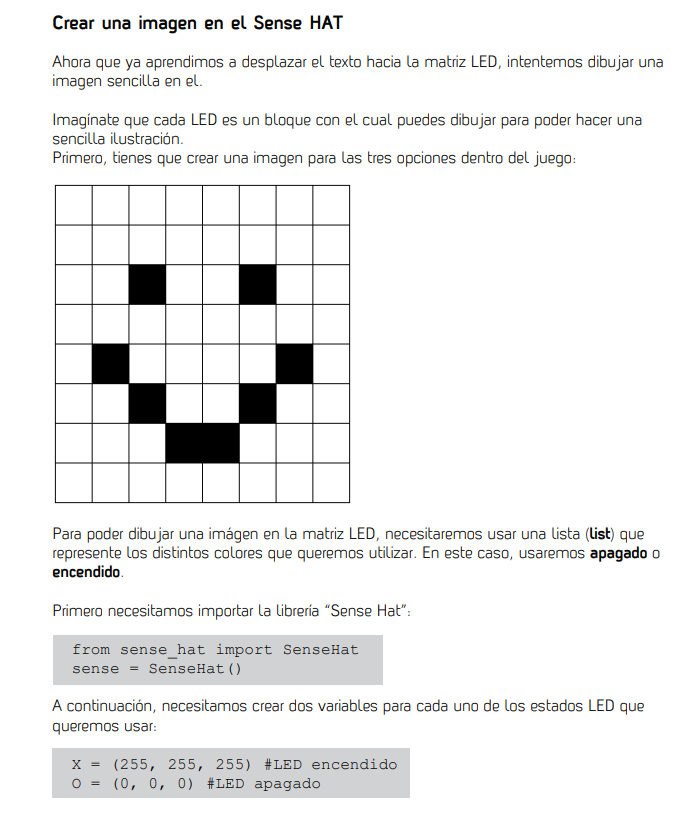 Crear una imagen en el Sense HAT
Ahora que ya aprendimos a desplazar el texto hacia la matriz LED, intentemos dibujar una
imagen sencilla en el.
Imagínate que cada LED es un bloque con el cual puedes dibujar para poder hacer una
sencilla ilustración.
Primero, tienes que crear una imagen para las tres opciones dentro del juego:
Para poder dibujar una imágen en la matriz LED, necesitaremos usar una lista (list) que
represente los distintos colores que queremos utilizar. En este caso, usaremos apagado o
encendido.
Primero necesitamos importar la librería “Sense Hat”:
from sense_hat import SenseHat
sense = SenseHat()
A continuación, necesitamos crear dos variables para cada uno de los estados LED que
queremos usar:
X = (255, 255, 255) #LED encendido
O = (0, 0, 0) #LED apagado